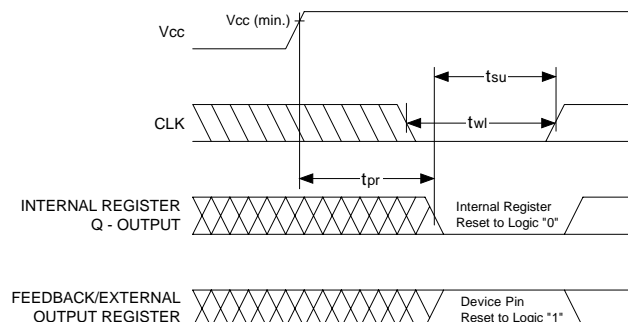 Vcc
Vcc (min.)
tsu
CLK
twl
tpr
INTERNAL REGISTER
Q - OUTPUT
Internal Register
Reset to Logic "0"
FEEDBACK/EXTERNAL
OUTPUT REGISTER
Device Pin
Reset to Logic "1"